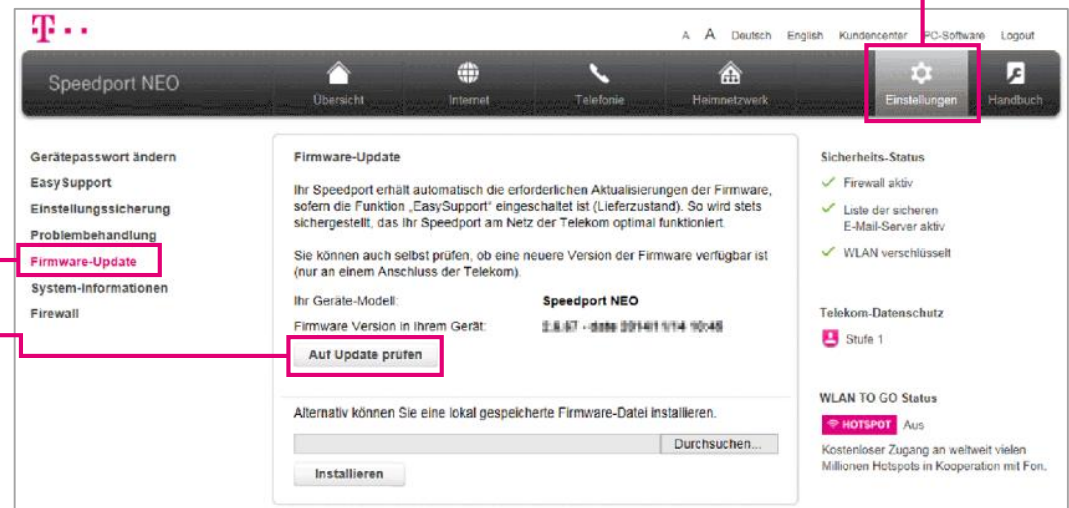 T
A A Deutsch English Kundencenter PC-Software Logout
Speedport NEO
Übersicht Internet Telefonie Heimnetzwerk Einstellungen Handbuch
Gerätepasswort ändern
EasySupport
Einstellungssicherung
Problembehandlung
Firmware-Update
System-Informationen
Firewall
Firmware-Update
Ihr Speedport erhält automatisch die erforderlichen Aktualisierungen der Firmware,
sofern die Funktion „EasySupport“ eingeschaltet ist (Lieferzustand). So wird stets
sichergestellt, das Ihr Speedport am Netz der Telekom optimal funktioniert.
Sie können auch selbst prüfen, ob eine neuere Version der Firmware verfügbar ist
(nur an einem Anschluss der Telekom).
Ihr Geräte-Modell: Speedport NEO
Firmware Version in Ihrem Gerät:
Auf Update prüfen
Alternativ können Sie eine lokal gespeicherte Firmware-Datei installieren.
Durchsuchen...
Installieren
Sicherheits-Status
Firewall aktiv
Liste der sicheren
E-Mail-Server aktiv
WLAN verschlüsselt
Telekom-Datenschutz
Stufe 1
WLAN TO GO Status
HOTSPOT Aus
Kostenloser Zugang an weltweit vielen
Millionen Hotspots in Kooperation mit Fon.